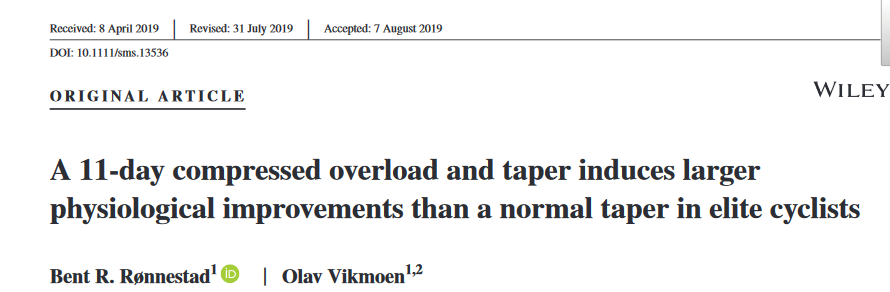 Received: 8 April 2019 | Revised: 31 July 2019 | Accepted: 7 August 2019
DOI: 10.1111/sms.13536
ORIGINAL ARTICLE
WILEY
A 11-day compressed overload and taper induces larger
physiological improvements than a normal taper in elite cyclists
Bent R. Rønnestad¹ iD | Olav Vikmoen¹,²